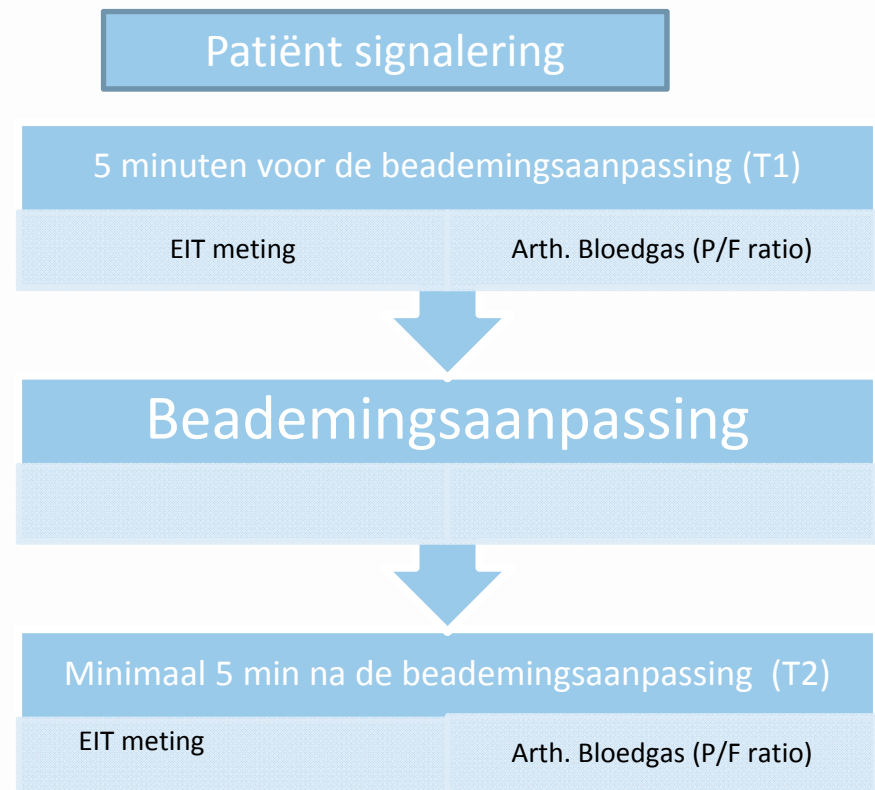 Patiënt signalering
5 minuten voor de beademingsaanpassing (T1)
EIT meting
Arth. Bloedgas (P/F ratio)
Beademingsaanpassing
Minimaal 5 min na de beademingsaanpassing (T2)
EIT meting
Arth. Bloedgas (P/F ratio)